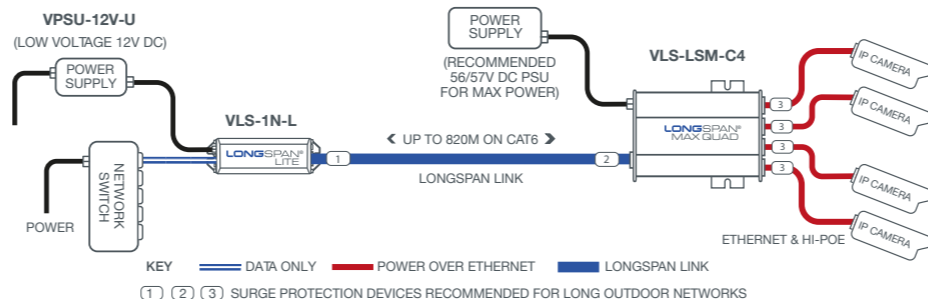 VPSU-12V-U
(LOW VOLTAGE 12V DC)
POWER
SUPPLY
VLS-1N-L
LONGSPAN®
LITE
NETWORK
SWITCH
POWER
< UP TO 820M ON CAT6 >
LONGSPAN LINK
1
2
POWER
SUPPLY
(RECOMMENDED
56/57V DC PSU
FOR MAX POWER)
VLS-LSM-C4
LONGSPAN®
MAX QUAD
3
3
3
3
IP CAMERA
IP CAMERA
IP CAMERA
IP CAMERA
ETHERNET & HI-POE
KEY DATA ONLY POWER OVER ETHERNET LONGSPAN LINK
1 2 3 SURGE PROTECTION DEVICES RECOMMENDED FOR LONG OUTDOOR NETWORKS